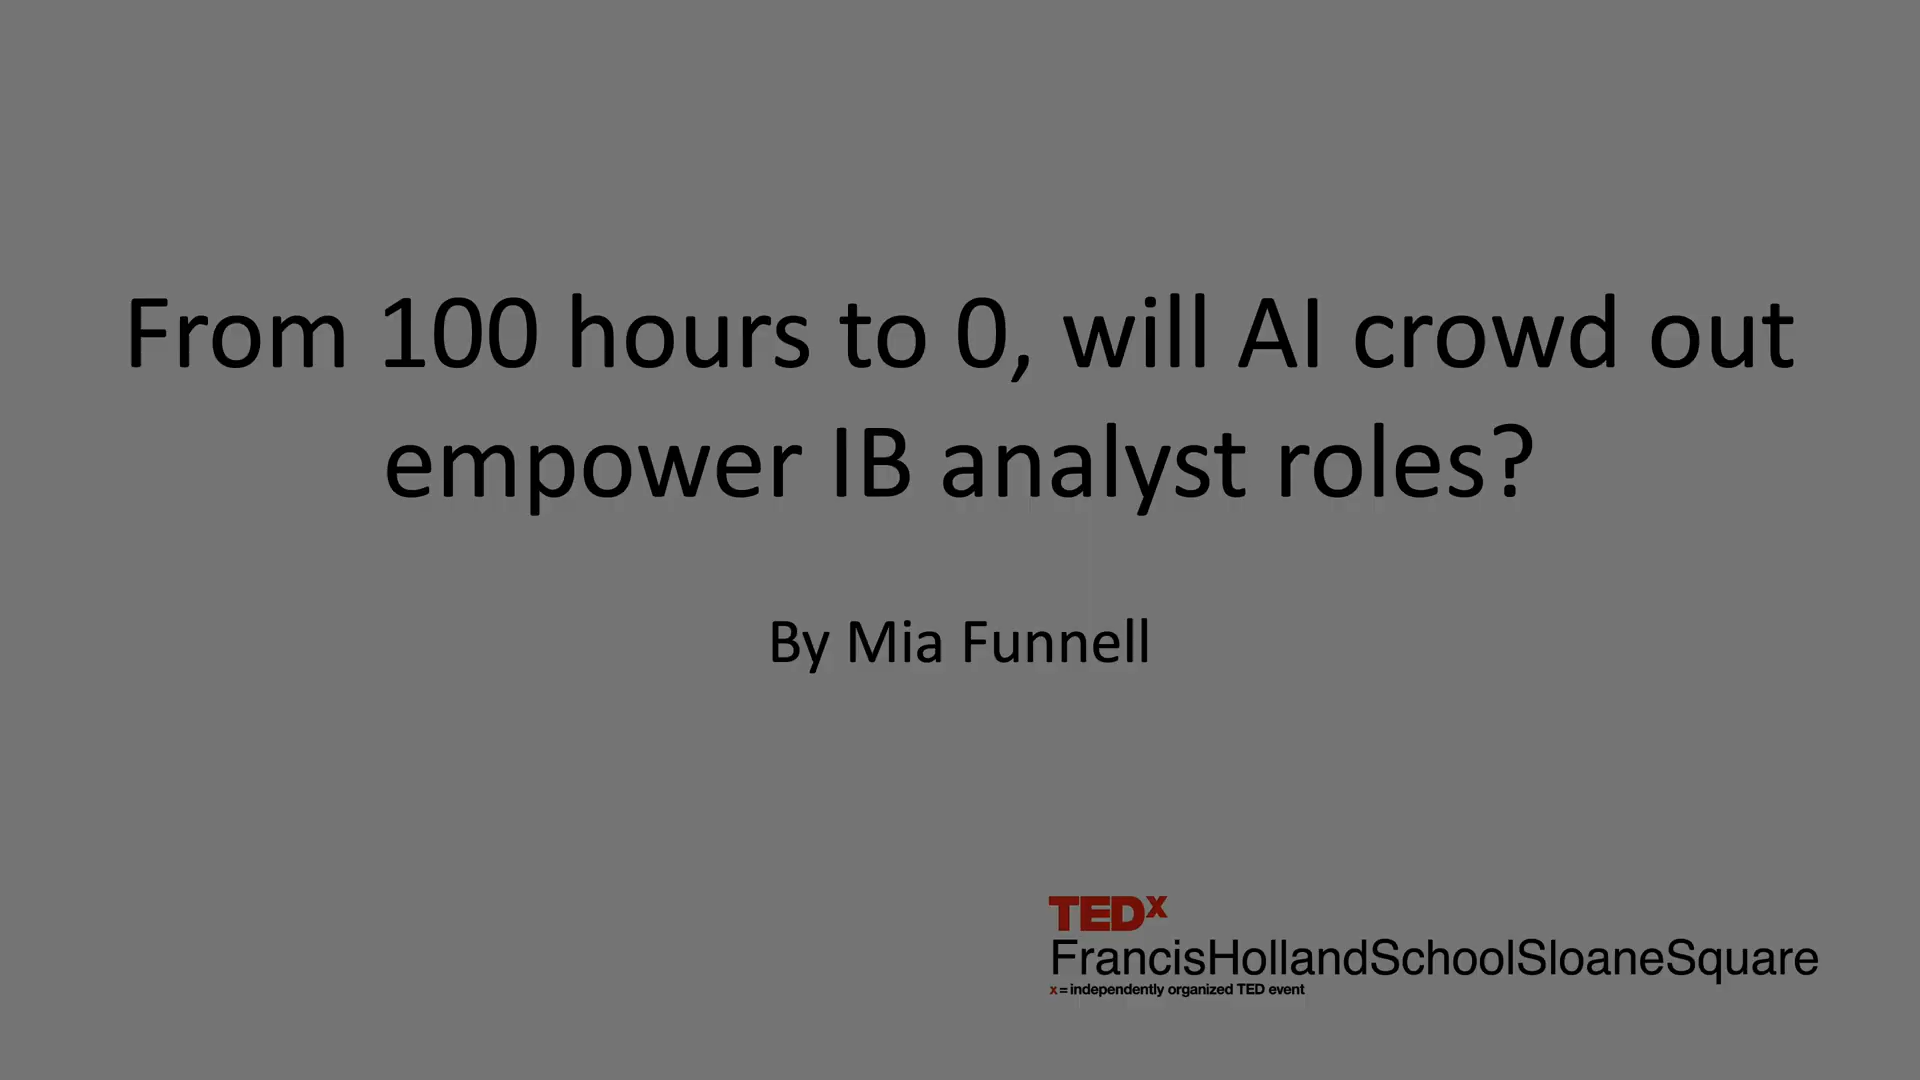 From 100 hours to 0, will AI crowd out
empower IB analyst roles?
By Mia Funnell
TEDx
FrancisHollandSchoolSloaneSquare
x = independently organized TED event